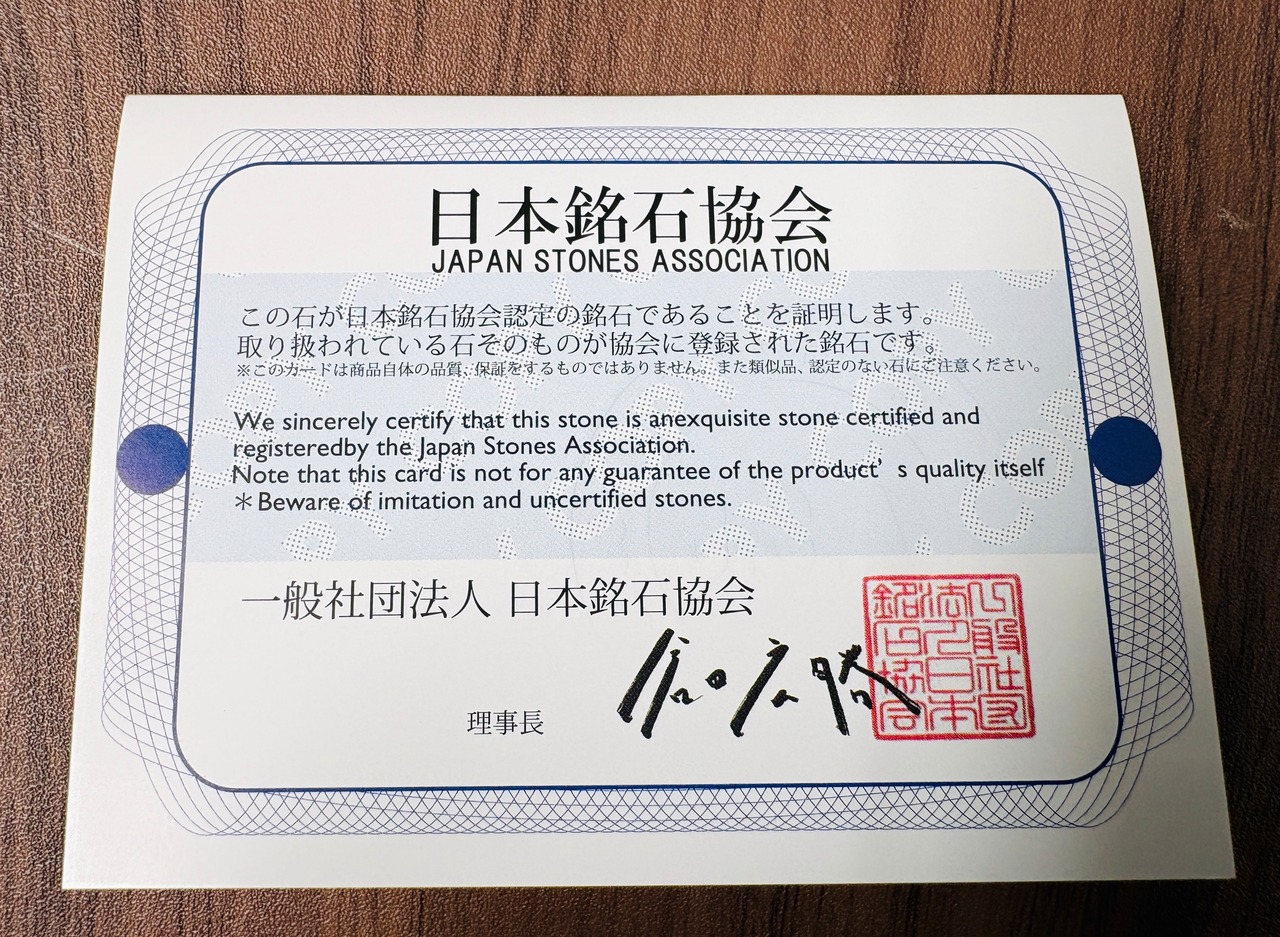 日本銘石協会
JAPAN STONES ASSOCIATION
この石が日本銘石協会認定の銘石であることを証明します。
取り扱われている石そのものが協会に登録された銘石です。
※このカードは商品自体の品質、保証をするものではありません。また類似品、認定のない石にご注意ください。
We sincerely certify that this stone is anexquisite stone certified and
registeredby the Japan Stones Association.
Note that this card is not for any guarantee of the product’s quality itself
＊Beware of imitation and uncertified stones.
一般社団法人 日本銘石協会
理事長